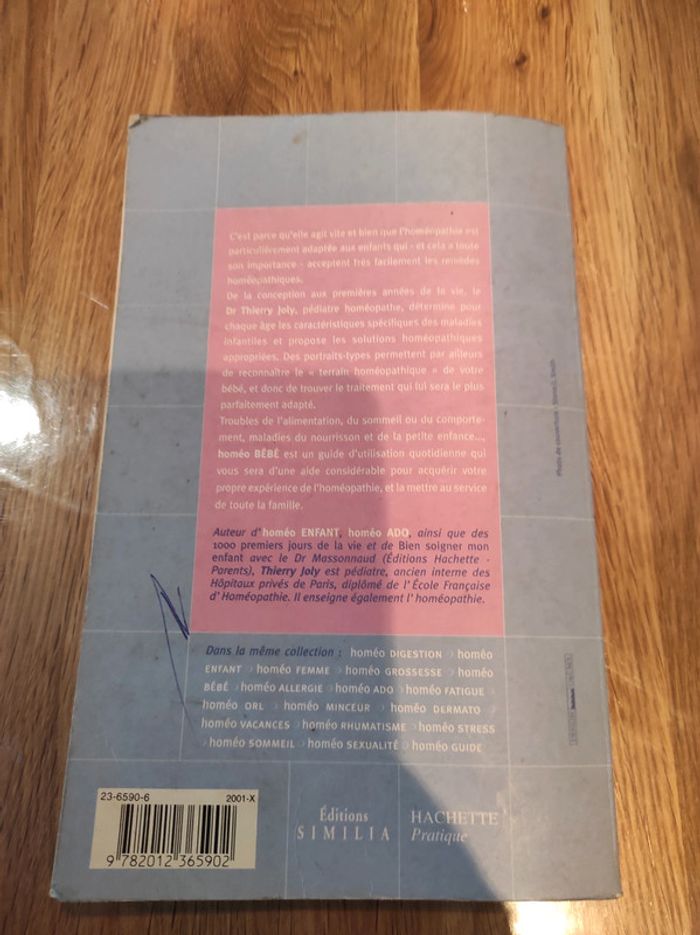 C'est parce qu'elle agit vite et bien que l'homéopathie est
particulièrement adaptée aux enfants qui - et cela a toute
son importance - acceptent très facilement les remèdes
homéopathiques.
De la conception aux premières années de la vie, le
Dr Thierry Joly, pédiatre homéopathe, détermine pour
chaque âge les caractéristiques spécifiques des maladies
infantiles et propose les solutions homéopathiques
appropriées. Des portraits-types permettent par ailleurs
de reconnaître le « terrain homéopathique » de votre
bébé, et donc de trouver le traitement qui lui sera le plus
parfaitement adapté.
Troubles de l'alimentation, du sommeil ou du comporte-
ment, maladies du nourrisson et de la petite enfance...,
homéo BÉBÉ est un guide d'utilisation quotidienne qui
vous sera d'une aide considérable pour acquérir votre
propre expérience de l'homéopathie, et la mettre au service
de toute la famille.
Auteur d'homéo ENFANT, homéo ADO, ainsi que des
1000 premiers jours de la vie et de Bien soigner mon
enfant avec le Dr Massonnaud (Éditions Hachette -
Parents), Thierry Joly est pédiatre, ancien interne des
Hôpitaux privés de Paris, diplômé de l'École Française
d'Homéopathie. Il enseigne également l'homéopathie.
Dans la même collection : homéo DIGESTION > homéo
ENFANT > homéo FEMME > homéo GROSSESSE > homéo
BÉBÉ > homéo ALLERGIE > homéo ADO > homéo FATIGUE >
homéo ORL > homéo MINCEUR > homéo DERMATO >
homéo VACANCES > homéo RHUMATISME > homéo STRESS
> homéo SOMMEIL > homéo SEXUALITÉ > homéo GUIDE
23-6590-6 2001-X
9 782012 365902
Éditions
SIMILIA
HACHETTE
Pratique
Photo de couverture :